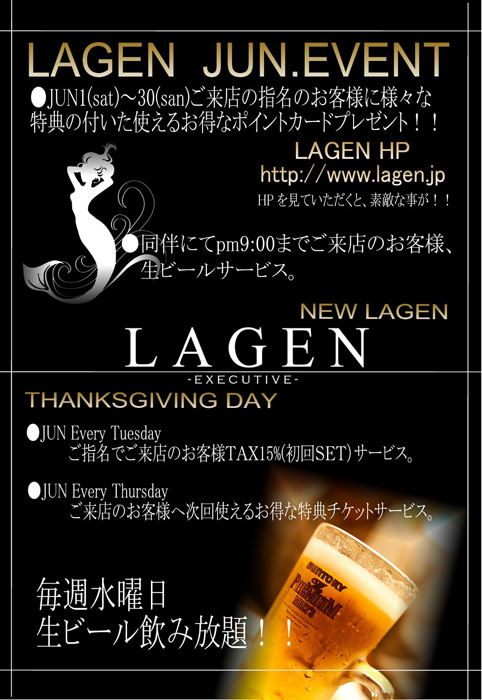 LAGEN JUN.EVENT
●JUN1(sat)～30(san)ご来店の指名のお客様に様々な
特典の付いた使えるお得なポイントカードプレゼント！！
LAGEN HP
http://www.lagen.jp
HPを見ていただくと、素敵な事が！！
●同伴にてpm9:00までご来店のお客様、
生ビールサービス。
NEW LAGEN
LAGEN
-EXECUTIVE-
THANKSGIVING DAY
●JUN Every Tuesday
ご指名でご来店のお客様TAX15%(初回SET)サービス。
●JUN Every Thursday
ご来店のお客様へ次回使えるお得な特典チケットサービス。
毎週水曜日
生ビール飲み放題！！
SUNTORY
The
PREMIUM
MALT'S